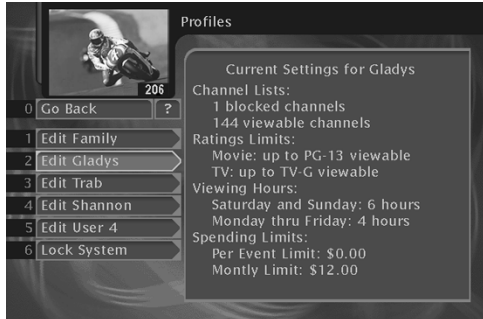 Profiles
206
0 Go Back ?
1 Edit Family
2 Edit Gladys
3 Edit Trab
4 Edit Shannon
5 Edit User 4
6 Lock System
Current Settings for Gladys
Channel Lists:
1 blocked channels
144 viewable channels
Ratings Limits:
Movie: up to PG-13 viewable
TV: up to TV-G viewable
Viewing Hours:
Saturday and Sunday: 6 hours
Monday thru Friday: 4 hours
Spending Limits:
Per Event Limit: $0.00
Montly Limit: $12.00